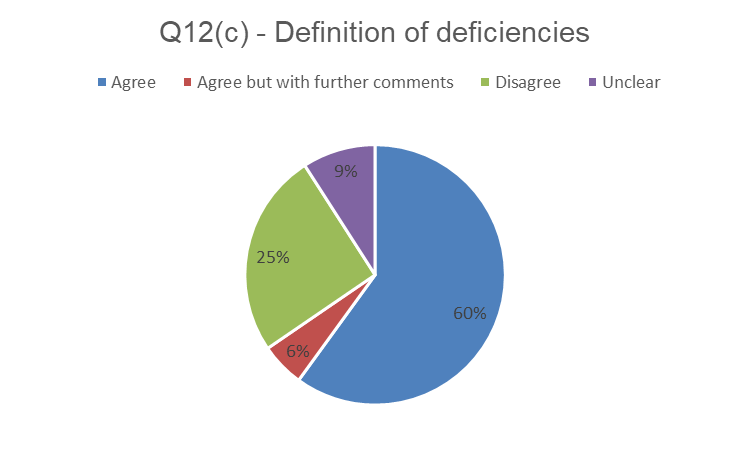 Q12(c) - Definition of deficiencies
Agree Agree but with further comments Disagree Unclear
9%
25%
60%
6%